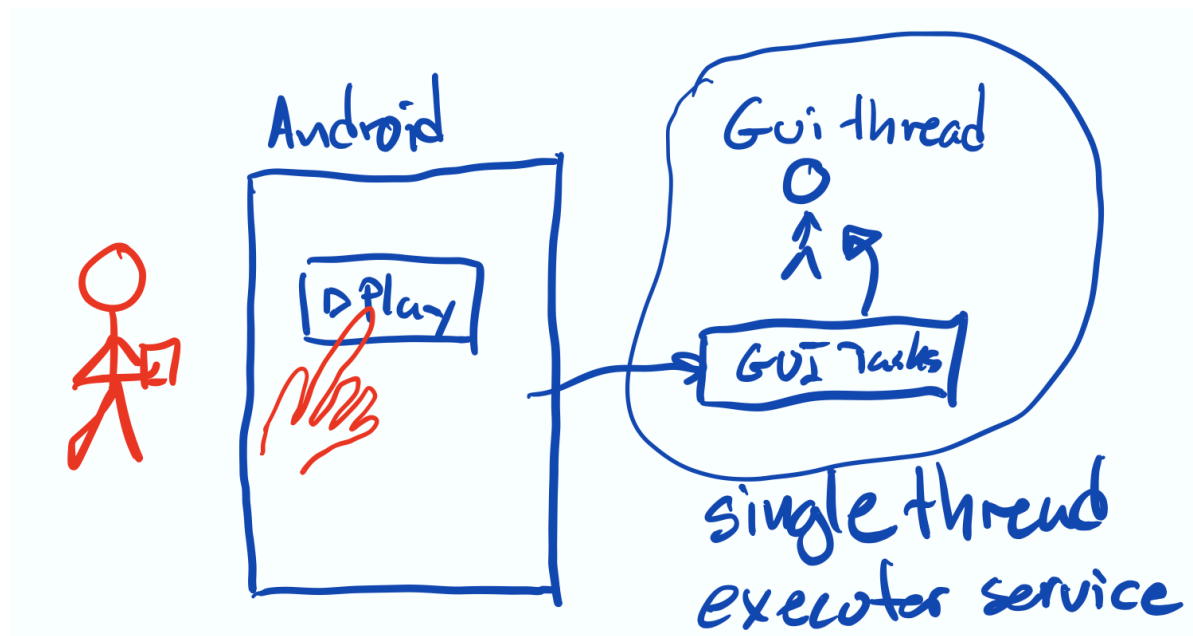 Android
Gui thread
▷ Play
GUI Tasks
single thread
executor service